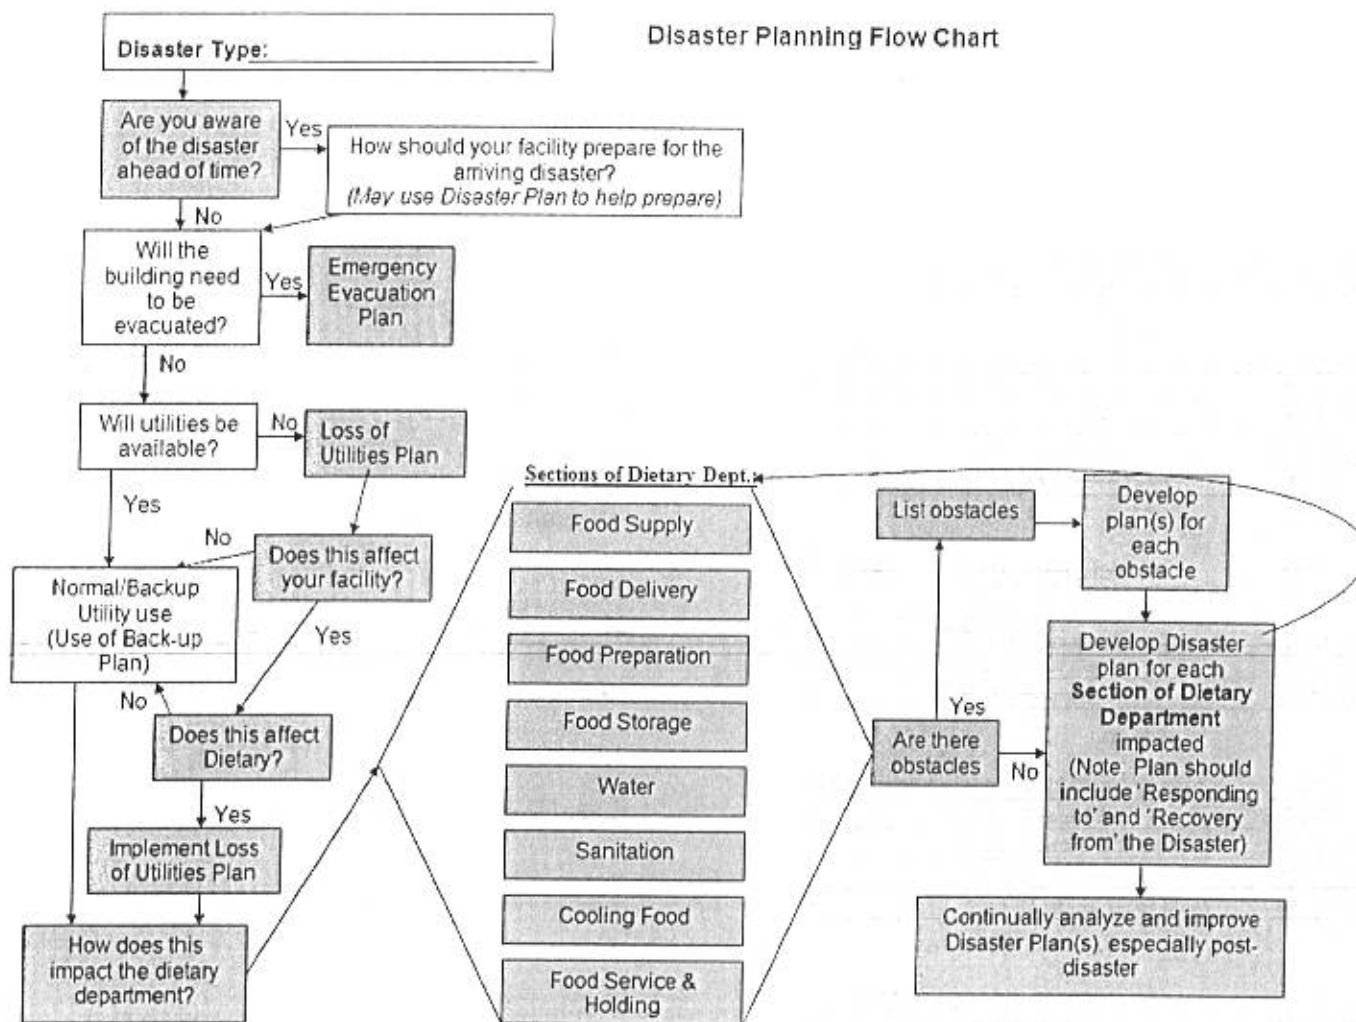 Disaster Planning Flow Chart
Disaster Type:
Are you aware
of the disaster
ahead of time?
Yes
How should your facility prepare for the
arriving disaster?
(May use Disaster Plan to help prepare)
No
Will the
building need
to be
evacuated?
Yes
Emergency
Evacuation
Plan
No
Will utilities be
available?
No
Loss of
Utilities Plan
Yes
No
Does this affect
your facility?
Normal/Backup
Utility use
(Use of Back-up
Plan)
Yes
No
Does this affect
Dietary?
Yes
Implement Loss
of Utilities Plan
How does this
impact the dietary
department?
Sections of Dietary Dept.:
Food Supply
Food Delivery
Food Preparation
Food Storage
Water
Sanitation
Cooling Food
Food Service &
Holding
Are there
obstacles
Yes
No
List obstacles
Develop
plan(s) for
each
obstacle
Develop Disaster
plan for each
Section of Dietary
Department
impacted
(Note: Plan should
include 'Responding
to' and 'Recovery
from' the Disaster)
Continually analyze and improve
Disaster Plan(s), especially post-
disaster